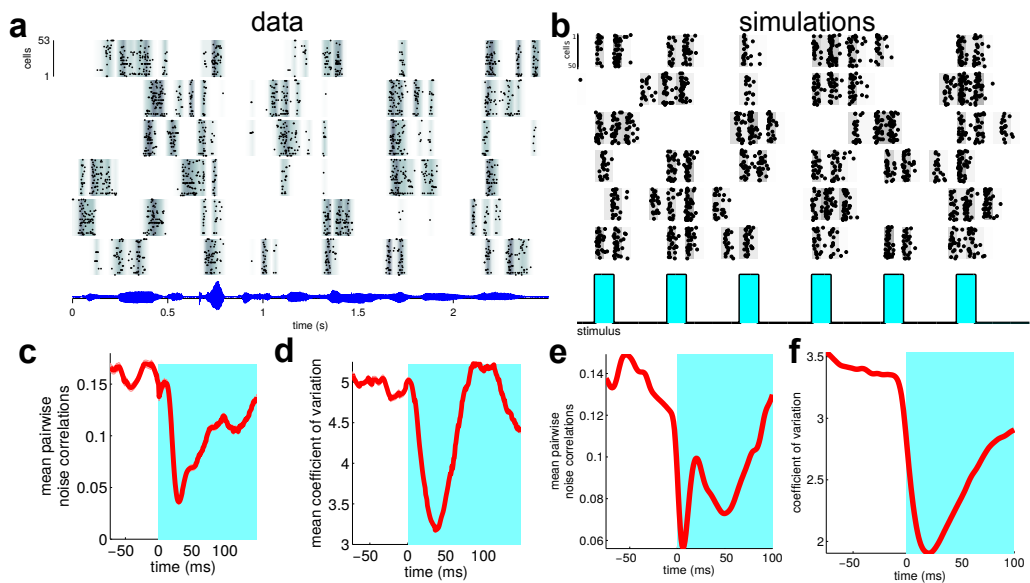 a
data
53
cells
1
0
0.5
1
1.5
2
time (s)
b
simulations
1
cells
50
stimulus
c
mean pairwise
noise correlations
0.15
0.1
0.05
0
−50
0
50
100
time (ms)
d
mean coefficient of variation
6
5
4
3
−50
0
50
100
time (ms)
e
mean pairwise
noise correlations
0.14
0.12
0.1
0.08
0.06
−50
0
50
100
time (ms)
f
coefficient of variation
3.5
3
2.5
2
−50
0
50
100
time (ms)